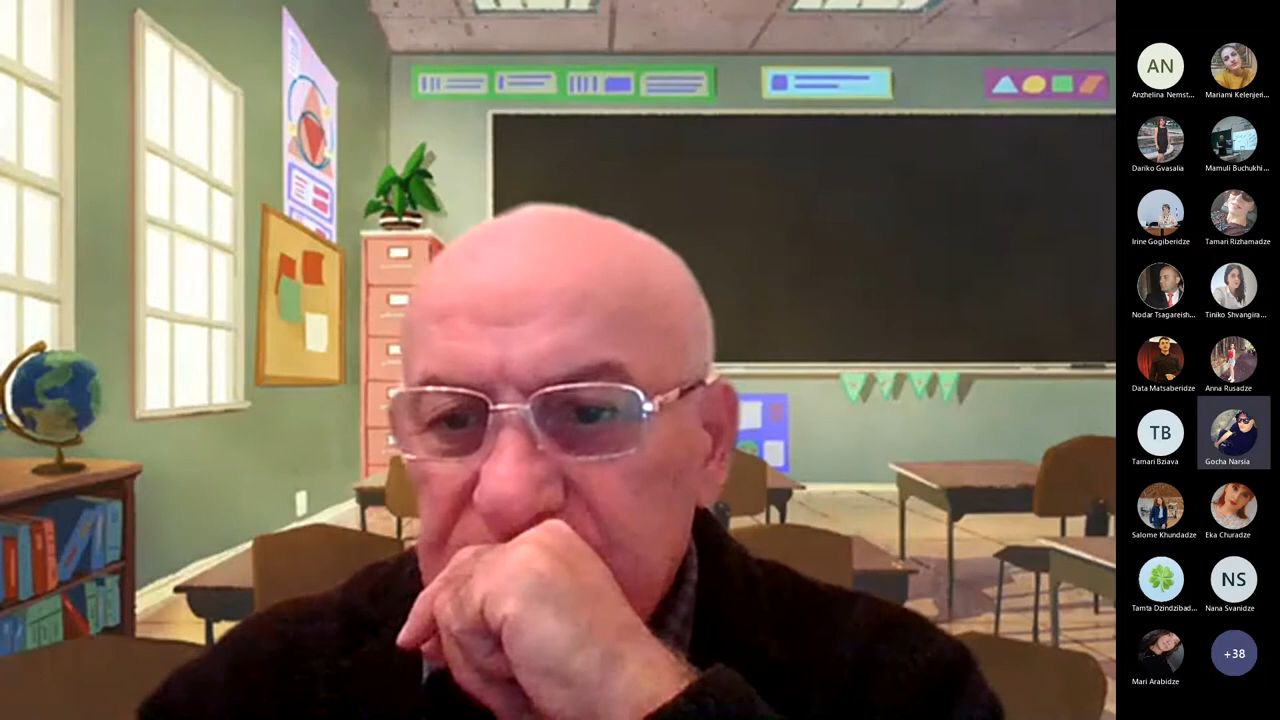 AN
Anzhelina Nemst...
Mariami Kelenjeri...
Dariko Gvasalia
Mamuli Buchukhi...
Irine Gogiberidze
Tamari Rizhamadze
Nodar Tsagareish...
Tiniko Shvangira...
Data Matsaberidze
Anna Rusadze
TB
Tamari Bziava
Gocha Narsia
Salome Khundadze
Eka Churadze
NS
Tamta Dzindzibad...
Nana Svanidze
+38
Mari Arabidze